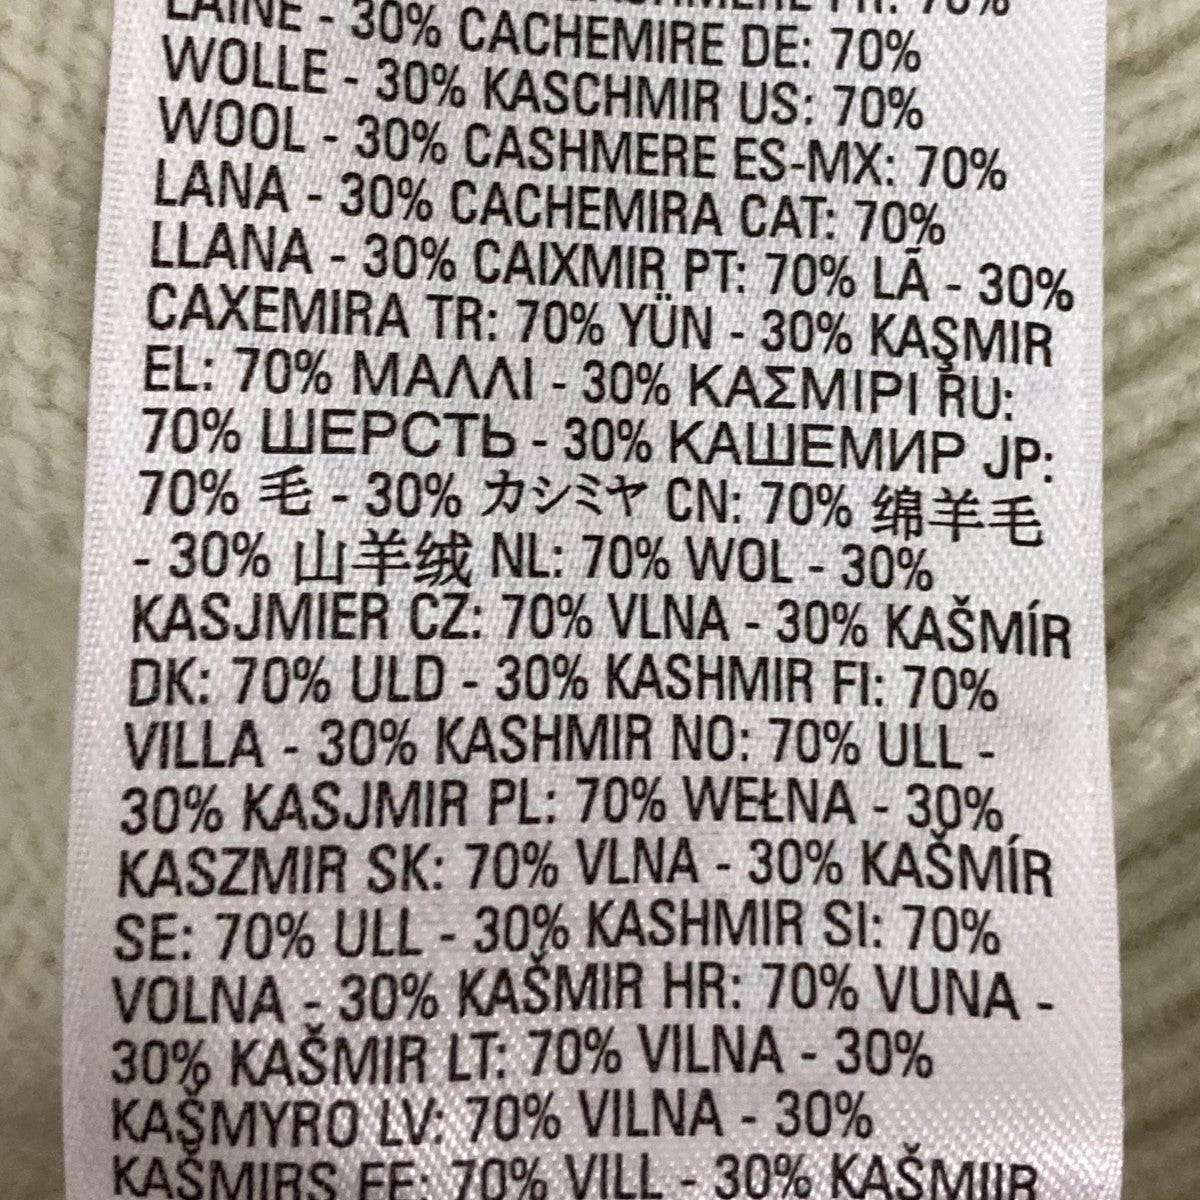 LAINE - 30% CACHEMIRE DE: 70%
WOLLE - 30% KASCHMIR US: 70%
WOOL - 30% CASHMERE ES-MX: 70%
LANA - 30% CACHEMIRA CAT: 70%
LLANA - 30% CAIXMIR PT: 70% LÃ - 30%
CAXEMIRA TR: 70% YÜN - 30% KAŞMIR
EL: 70% ΜΑΛΛΙ - 30% ΚΑΣΜΙΡΙ RU:
70% ШЕРСТЬ - 30% КАШЕМИР JP:
70% 毛 - 30% カシミヤ CN: 70% 绵羊毛
- 30% 山羊绒 NL: 70% WOL - 30%
KASJMIER CZ: 70% VLNA - 30% KAŠMÍR
DK: 70% ULD - 30% KASHMIR FI: 70%
VILLA - 30% KASHMIR NO: 70% ULL -
30% KASJMIR PL: 70% WEŁNA - 30%
KASZMIR SK: 70% VLNA - 30% KAŠMÍR
SE: 70% ULL - 30% KASHMIR SI: 70%
VOLNA - 30% KAŠMIR HR: 70% VUNA -
30% KAŠMIR LT: 70% VILNA - 30%
KAŠMYRO LV: 70% VILNA - 30%
KAŠMIRS EE: 70% VILL - 30% KAŠMIIR